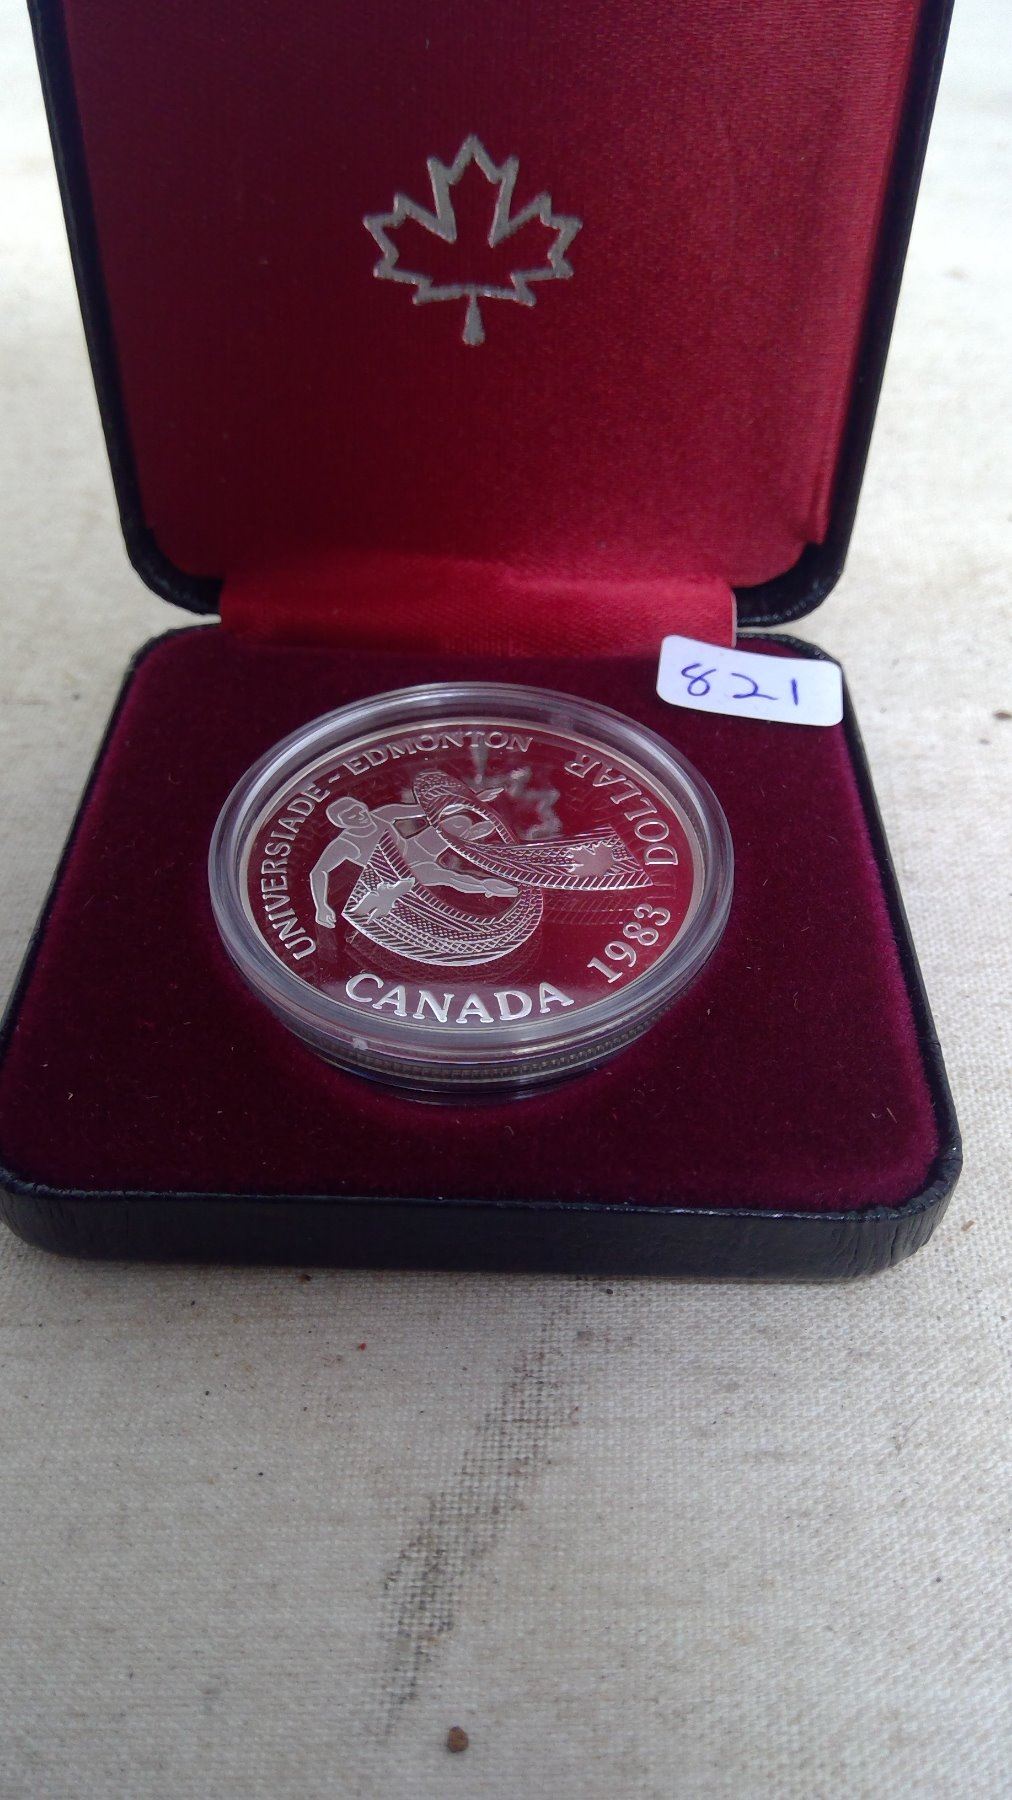 821
UNIVERSIADE - EDMONTON
DOLLAR
1983
CANADA